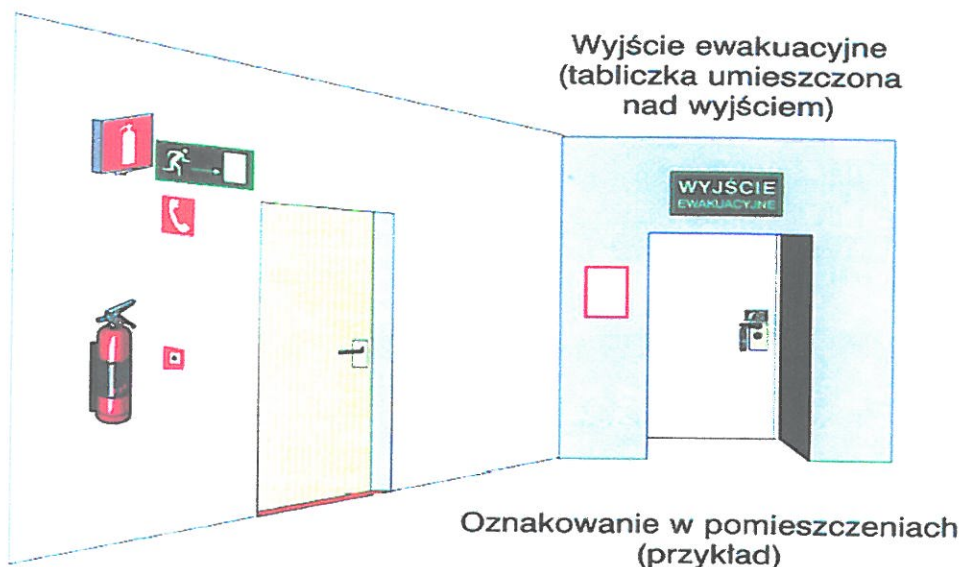 Wyjście ewakuacyjne
(tabliczka umieszczona
nad wyjściem)
WYJŚCIE
EWAKUACYJNE
Oznakowanie w pomieszczeniach
(przykład)